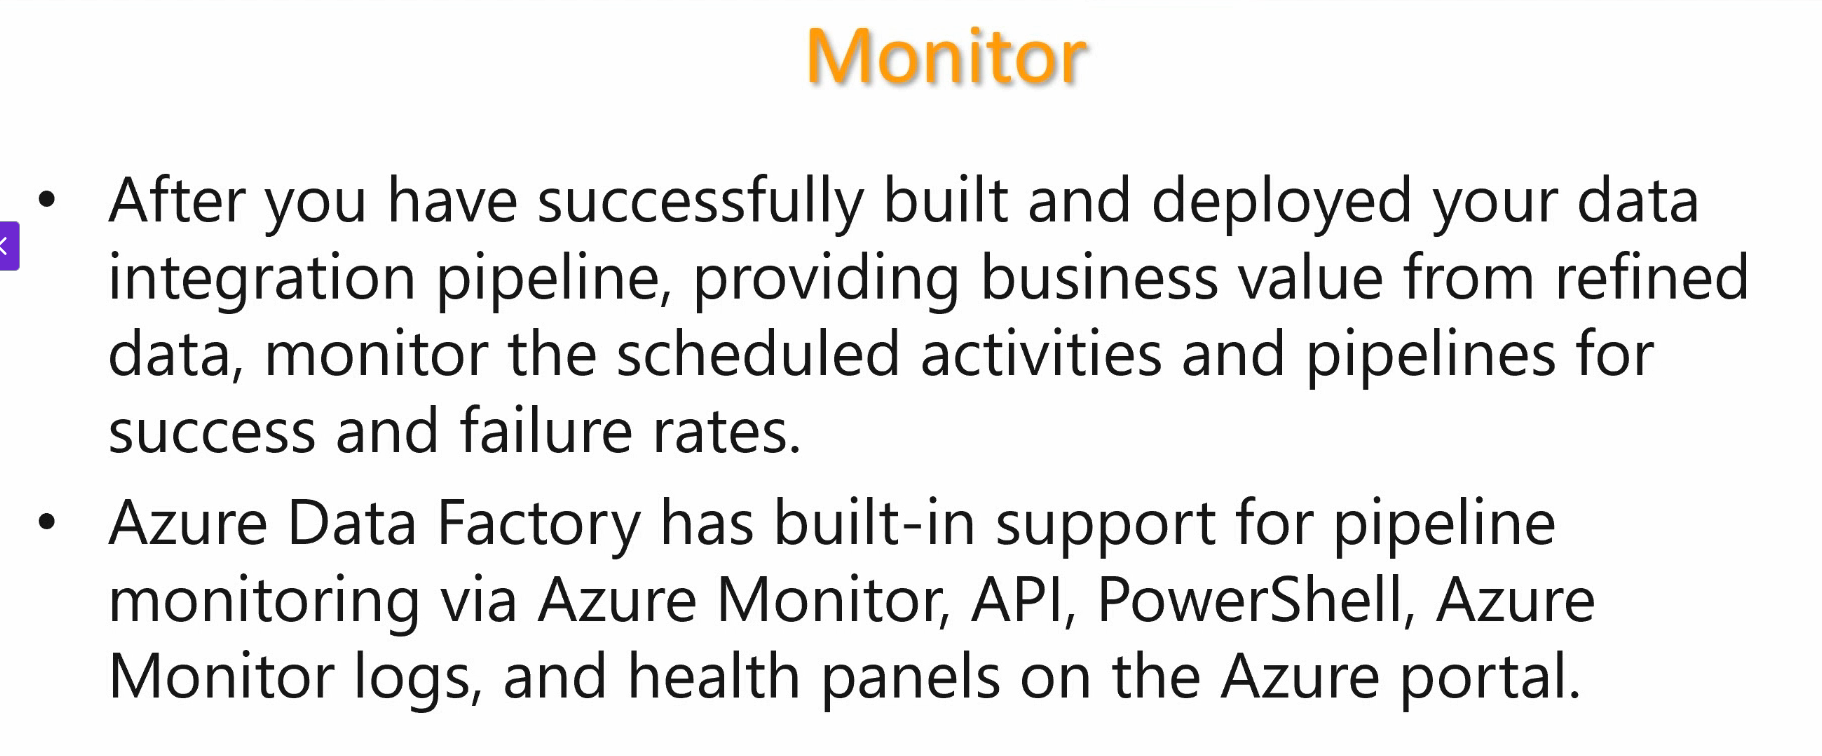 Monitor
• After you have successfully built and deployed your data
integration pipeline, providing business value from refined
data, monitor the scheduled activities and pipelines for
success and failure rates.
• Azure Data Factory has built-in support for pipeline
monitoring via Azure Monitor, API, PowerShell, Azure
Monitor logs, and health panels on the Azure portal.